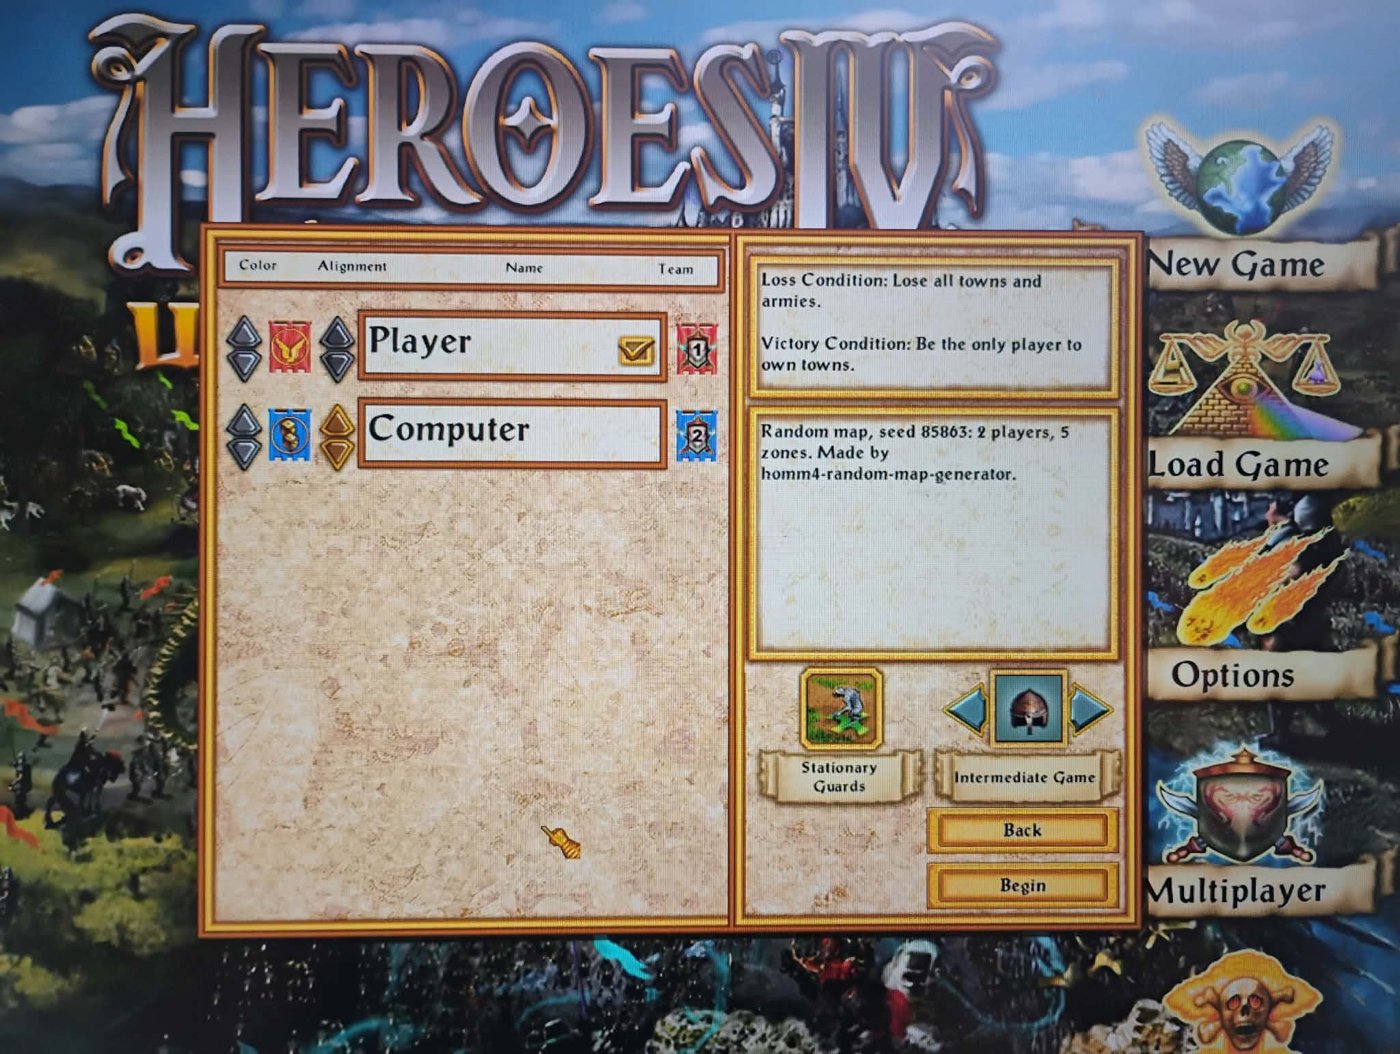 HEROES IV
Color Alignment Name Team
Player
1
Computer
2
Loss Condition: Lose all towns and
armies.
Victory Condition: Be the only player to
own towns.
Random map, seed 85863: 2 players, 5
zones. Made by
homm4-random-map-generator.
Stationary
Guards
Intermediate Game
Back
Begin
New Game
Load Game
Options
Multiplayer